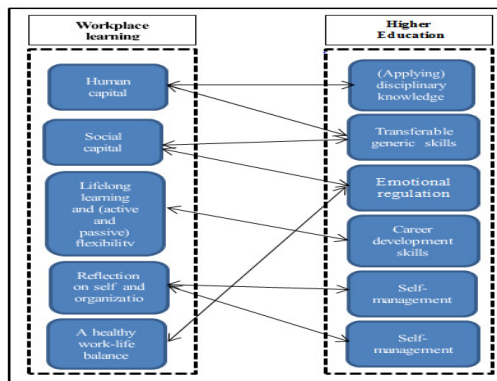 Workplace
learning
Human
capital
Social
capital
Lifelong
learning
and (active
and
passive)
flexibility
Reflection
on self and
organizatio
A healthy
work-life
balance
Higher
Education
(Applying)
disciplinary
knowledge
Transferable
generic skills
Emotional
regulation
Career
development
skills
Self-
management
Self-
management